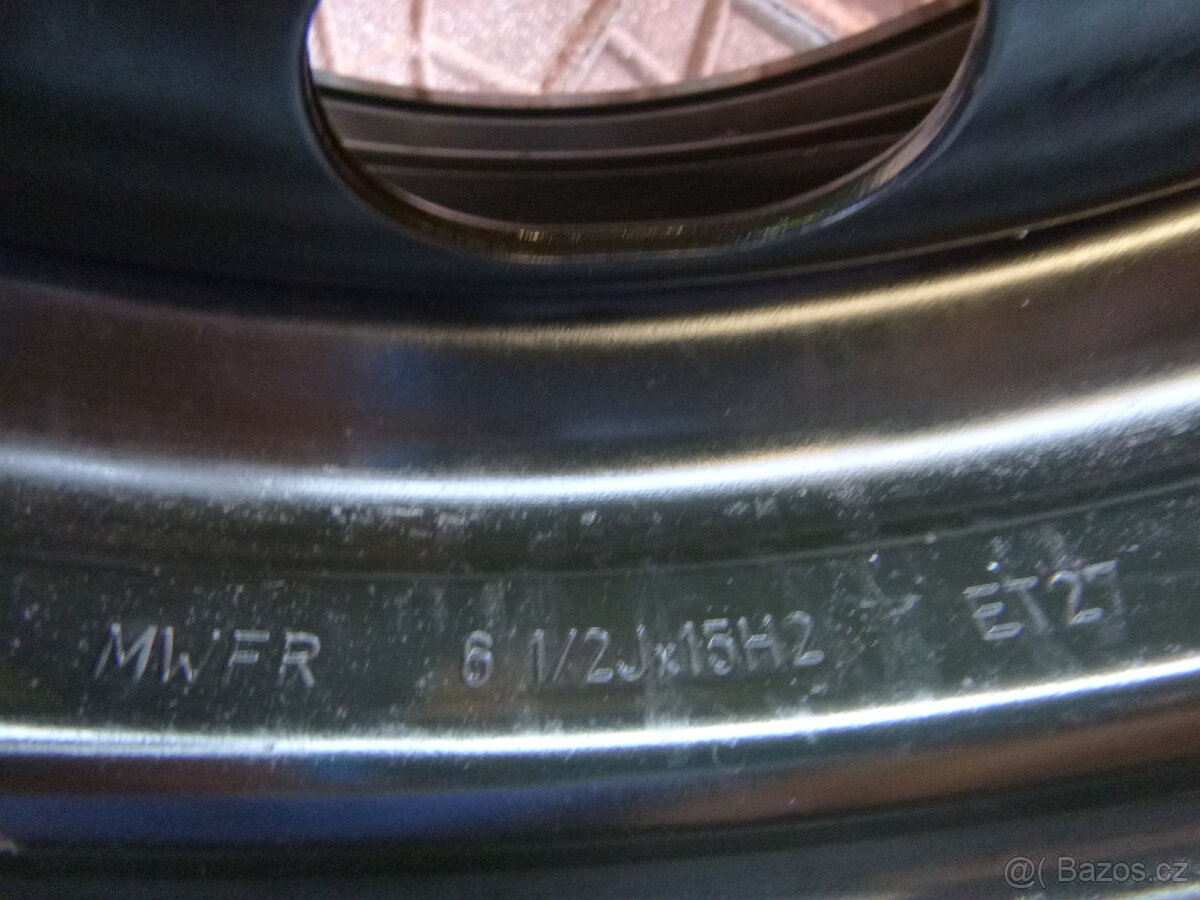 MWFR 6 1/2Jx15H2 ET27
@( Bazos.cz